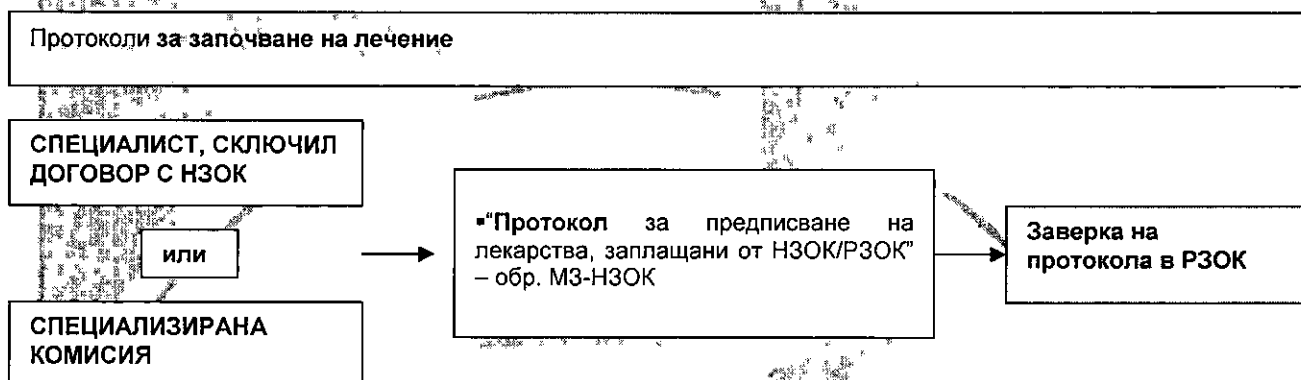 Протоколи за започване на лечение
СПЕЦИАЛИСТ, СКЛЮЧИЛ
ДОГОВОР С НЗОК
или
СПЕЦИАЛИЗИРАНА
КОМИСИЯ
▪"Протокол за предписване на
лекарства, заплащани от НЗОК/РЗОК"
– обр. МЗ-НЗОК
Заверка на
протокола в РЗОК